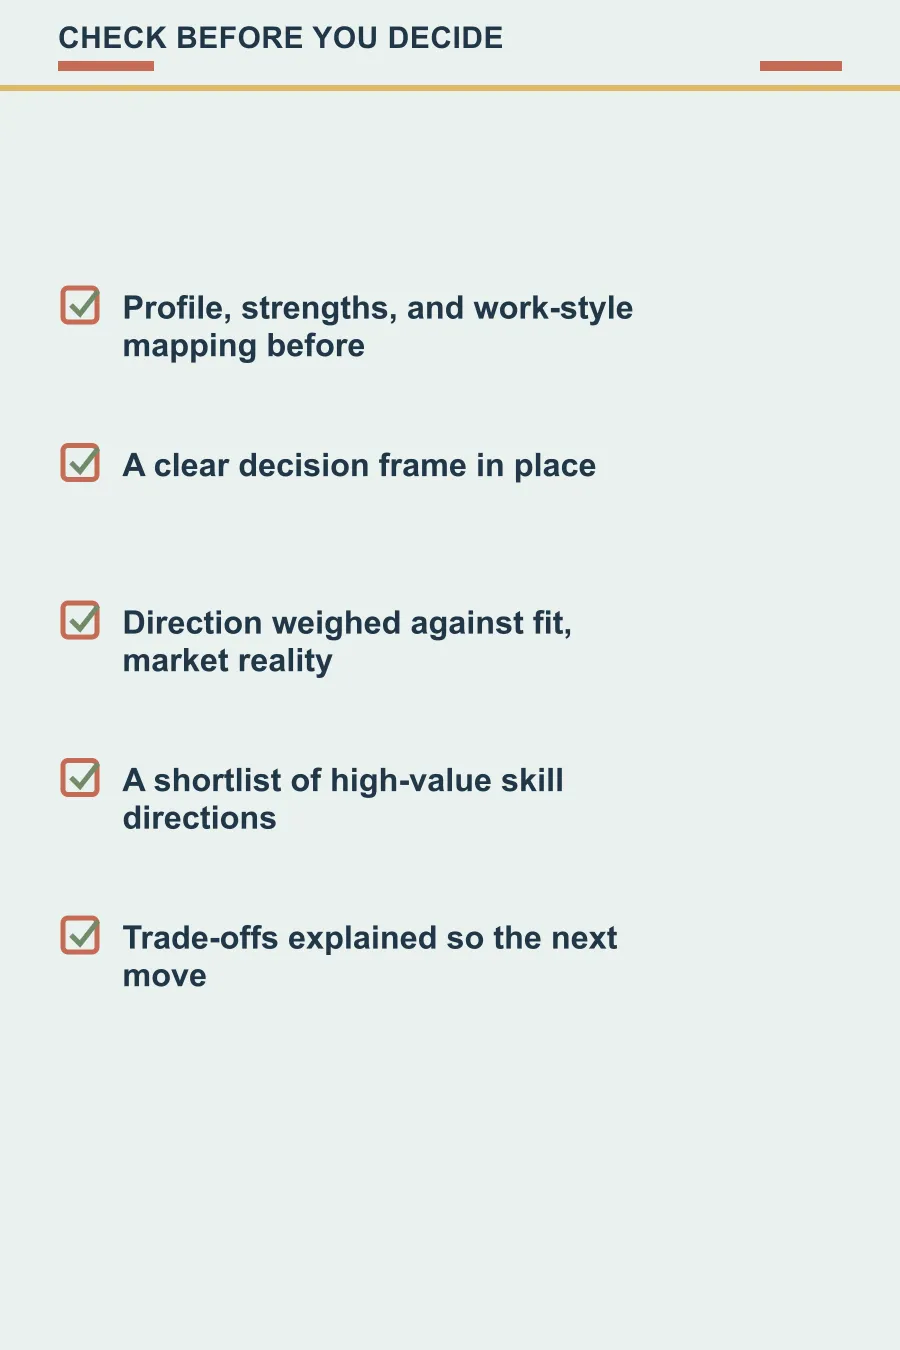 CHECK BEFORE YOU DECIDE
Profile, strengths, and work-style
mapping before
A clear decision frame in place
Direction weighed against fit,
market reality
A shortlist of high-value skill
directions
Trade-offs explained so the next
move